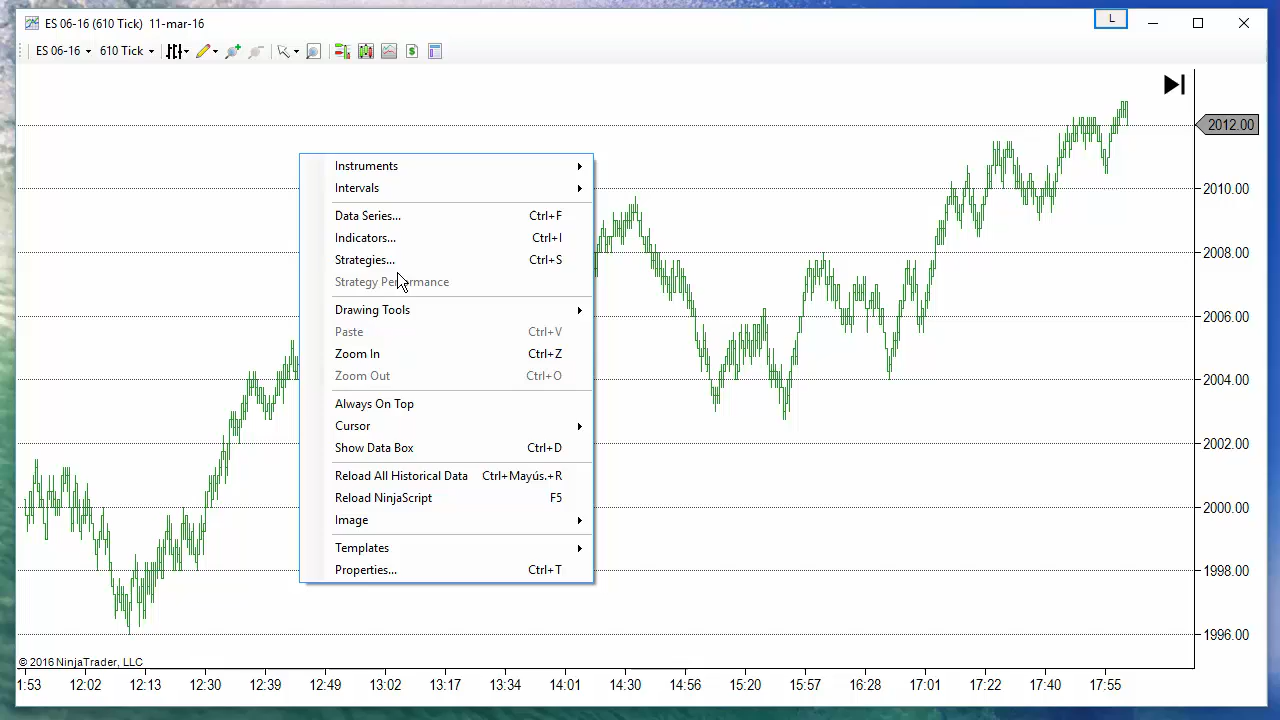 ES 06-16 (610 Tick) 11-mar-16
L
ES 06-16 610 Tick
$
Instruments
Intervals
Data Series... Ctrl+F
Indicators... Ctrl+I
Strategies... Ctrl+S
Strategy Performance
Drawing Tools
Paste Ctrl+V
Zoom In Ctrl+Z
Zoom Out Ctrl+O
Always On Top
Cursor
Show Data Box Ctrl+D
Reload All Historical Data Ctrl+Mayús.+R
Reload NinjaScript F5
Image
Templates
Properties... Ctrl+T
2012.00
2010.00
2008.00
2006.00
2004.00
2002.00
2000.00
1998.00
1996.00
© 2016 NinjaTrader, LLC
1:53 12:02 12:13 12:30 12:39 12:49 13:02 13:17 13:34 14:01 14:30 14:56 15:20 15:57 16:28 17:01 17:22 17:40 17:55